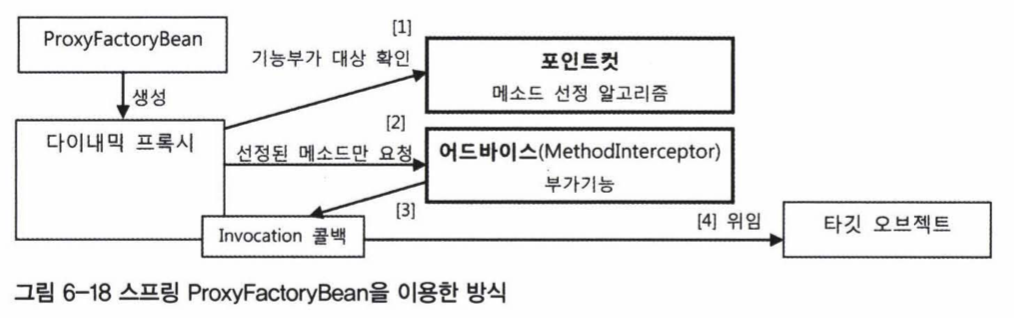 ProxyFactoryBean
생성
다이내믹 프록시
[1]
기능부가 대상 확인
포인트컷
메소드 선정 알고리즘
[2]
선정된 메소드만 요청
어드바이스(MethodInterceptor)
부가기능
[3]
Invocation 콜백
[4] 위임
타깃 오브젝트
그림 6-18 스프링 ProxyFactoryBean을 이용한 방식